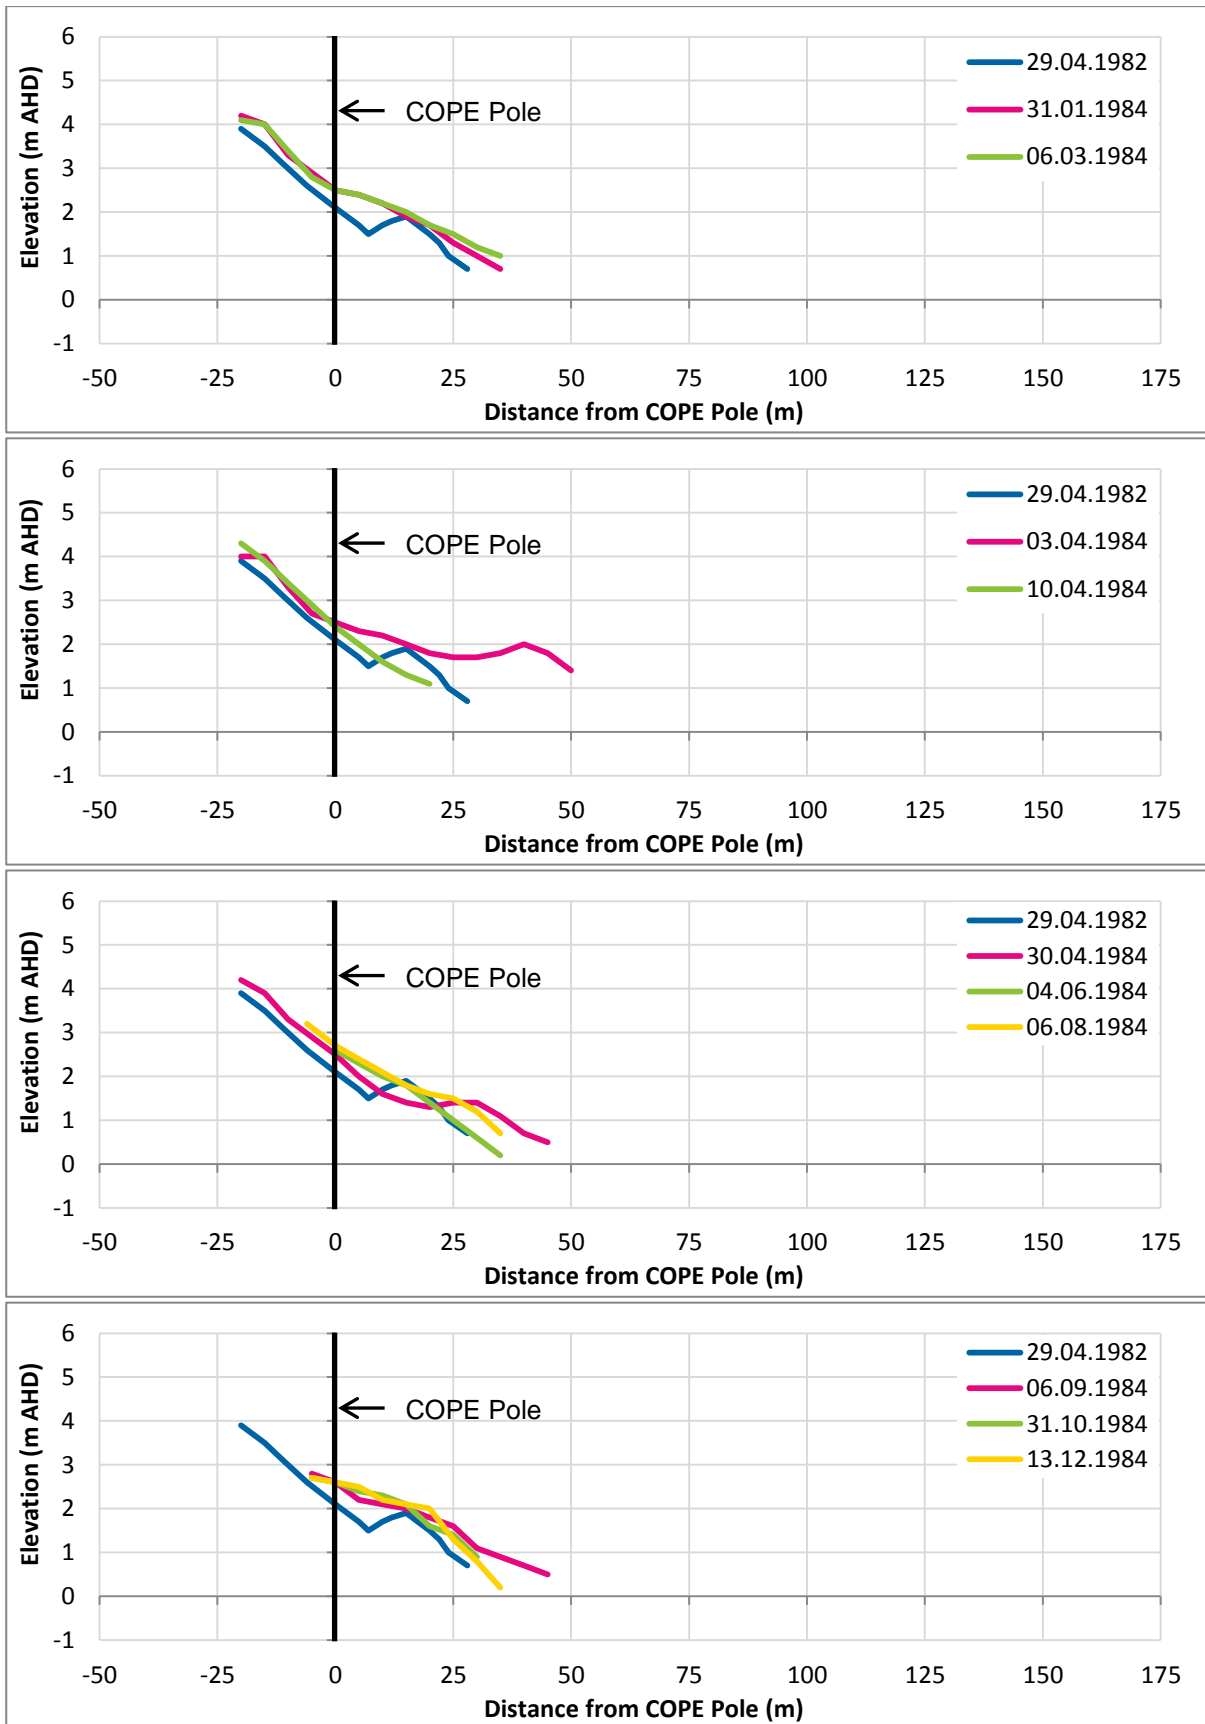 6
5
4
3
2
1
0
-1
Elevation (m AHD)
COPE Pole
29.04.1982
31.01.1984
06.03.1984
-50 -25 0 25 50 75 100 125 150 175
Distance from COPE Pole (m)
6
5
4
3
2
1
0
-1
Elevation (m AHD)
COPE Pole
29.04.1982
03.04.1984
10.04.1984
-50 -25 0 25 50 75 100 125 150 175
Distance from COPE Pole (m)
6
5
4
3
2
1
0
-1
Elevation (m AHD)
COPE Pole
29.04.1982
30.04.1984
04.06.1984
06.08.1984
-50 -25 0 25 50 75 100 125 150 175
Distance from COPE Pole (m)
6
5
4
3
2
1
0
-1
Elevation (m AHD)
COPE Pole
29.04.1982
06.09.1984
31.10.1984
13.12.1984
-50 -25 0 25 50 75 100 125 150 175
Distance from COPE Pole (m)